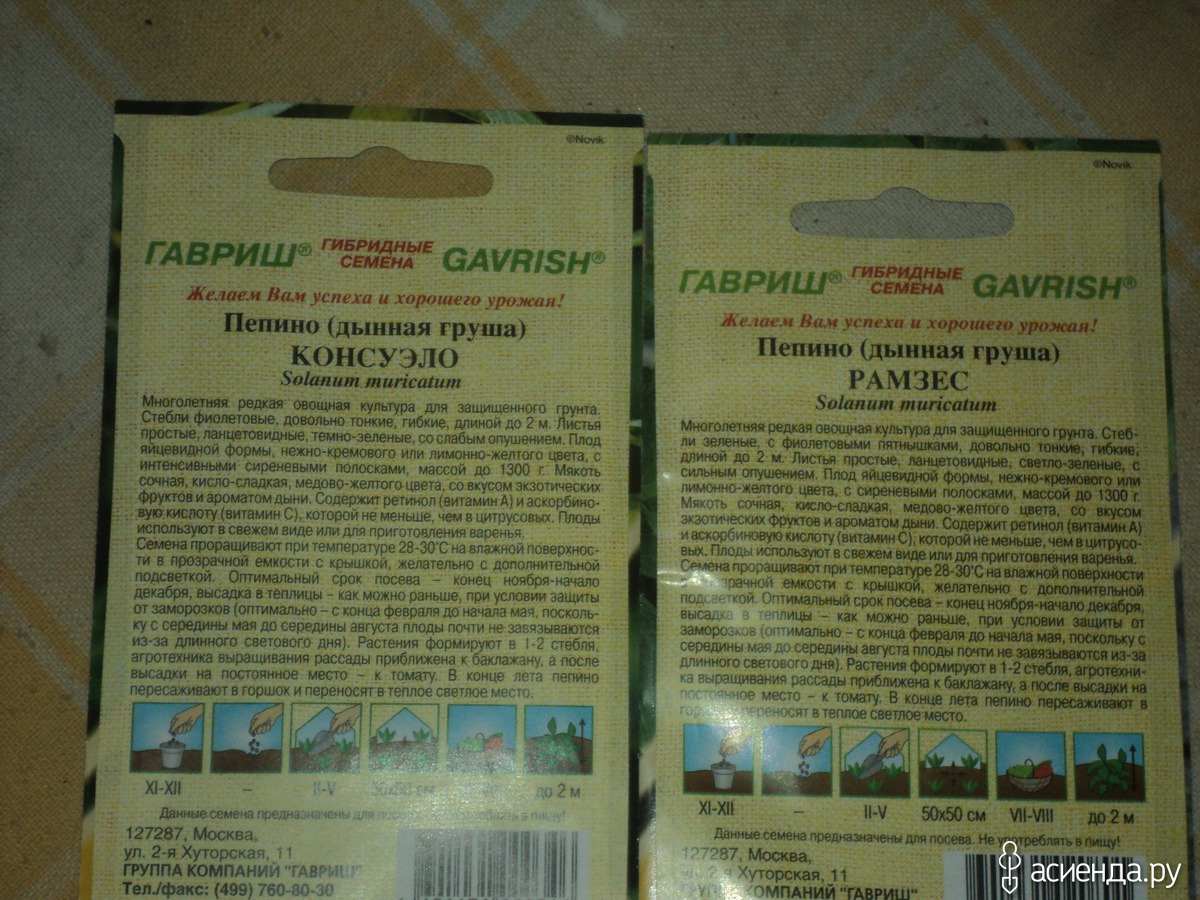 ©Novik
ГАВРИШ® ГИБРИДНЫЕ СЕМЕНА GAVRISH®
Желаем Вам успеха и хорошего урожая!
Пепино (дынная груша)
КОНСУЭЛО
Solanum muricatum
Многолетняя редкая овощная культура для защищенного грунта.
Стебли фиолетовые, довольно тонкие, гибкие, длиной до 2 м. Листья
простые, ланцетовидные, темно-зеленые, со слабым опушением. Плод
яйцевидной формы, нежно-кремового или лимонно-желтого цвета, с
интенсивными сиреневыми полосками, массой до 1300 г. Мякоть
сочная, кисло-сладкая, медово-желтого цвета, со вкусом экзотических
фруктов и ароматом дыни. Содержит ретинол (витамин А) и аскорбино-
вую кислоту (витамин С), которой не меньше, чем в цитрусовых. Плоды
используют в свежем виде или для приготовления варенья.
Семена проращивают при температуре 28-30°С на влажной поверхнос-
ти в прозрачной емкости с крышкой, желательно с дополнительной
подсветкой. Оптимальный срок посева – конец ноября-начало
декабря, высадка в теплицы – как можно раньше, при условии защиты
от заморозков (оптимально – с конца февраля до начала мая, посколь-
ку с середины мая до середины августа плоды почти не завязываются
из-за длинного светового дня). Растения формируют в 1-2 стебля,
агротехника выращивания рассады приближена к баклажану, а после
высадки на постоянное место – к томату. В конце лета пепино
пересаживают в горшок и переносят в теплое светлое место.
XI-XII – II-V 50x50 см до 2 м
Данные семена предназначены для посева. Не употреблять в пищу!
127287, Москва,
ул. 2-я Хуторская, 11
ГРУППА КОМПАНИЙ "ГАВРИШ"
Тел./факс: (499) 760-80-30
©Novik
ГАВРИШ® ГИБРИДНЫЕ СЕМЕНА GAVRISH®
Желаем Вам успеха и хорошего урожая!
Пепино (дынная груша)
РАМЗЕС
Solanum muricatum
Многолетняя редкая овощная культура для защищенного грунта. Стеб-
ли зеленые, с фиолетовыми пятнышками, довольно тонкие, гибкие,
длиной до 2 м. Листья простые, ланцетовидные, светло-зеленые, с
сильным опушением. Плод яйцевидной формы, нежно-кремового или
лимонно-желтого цвета, с сиреневыми полосками, массой до 1300 г.
Мякоть сочная, кисло-сладкая, медово-желтого цвета, со вкусом
экзотических фруктов и ароматом дыни. Содержит ретинол (витамин А)
и аскорбиновую кислоту (витамин С), которой не меньше, чем в цитрусо-
вых. Плоды используют в свежем виде или для приготовления варенья.
Семена проращивают при температуре 28-30°С на влажной поверхности
в прозрачной емкости с крышкой, желательно с дополнительной
подсветкой. Оптимальный срок посева – конец ноября-начало декабря,
высадка в теплицы – как можно раньше, при условии защиты от
заморозков (оптимально – с конца февраля до начала мая, поскольку с
середины мая до середины августа плоды почти не завязываются из-за
длинного светового дня). Растения формируют в 1-2 стебля, агротехни-
ка выращивания рассады приближена к баклажану, а после высадки на
постоянное место – к томату. В конце лета пепино пересаживают в
горшок и переносят в теплое светлое место.
XI-XII – II-V 50x50 см VII-VIII до 2 м
Данные семена предназначены для посева. Не употреблять в пищу!
127287, Москва,
ул. 2-я Хуторская, 11
ГРУППА КОМПАНИЙ "ГАВРИШ"
асиенда.ру